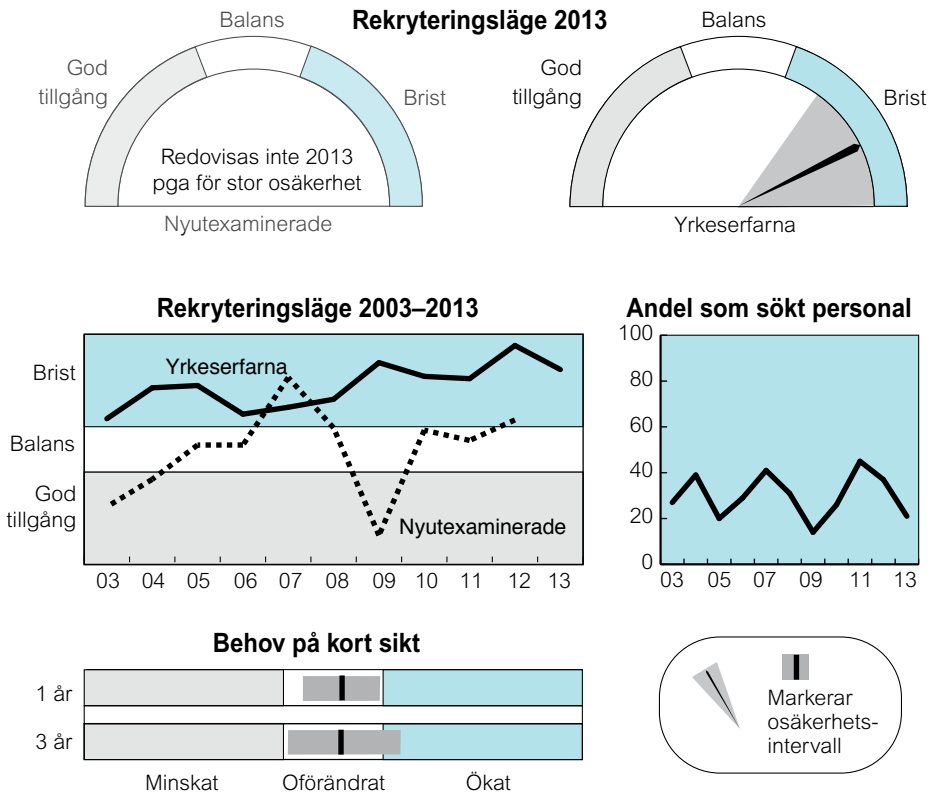 Rekryteringsläge 2013
Balans
God
tillgång
Brist
Redovisas inte 2013
pga för stor osäkerhet
Nyutexaminerade
Balans
God
tillgång
Brist
Yrkeserfarna
Rekryteringsläge 2003–2013
Brist
Balans
God
tillgång
Yrkeserfarna
Nyutexaminerade
03 04 05 06 07 08 09 10 11 12 13
Andel som sökt personal
100
80
60
40
20
0
03 05 07 09 11 13
Behov på kort sikt
1 år
3 år
Minskat Oförändrat Ökat
Markerar
osäkerhets-
intervall